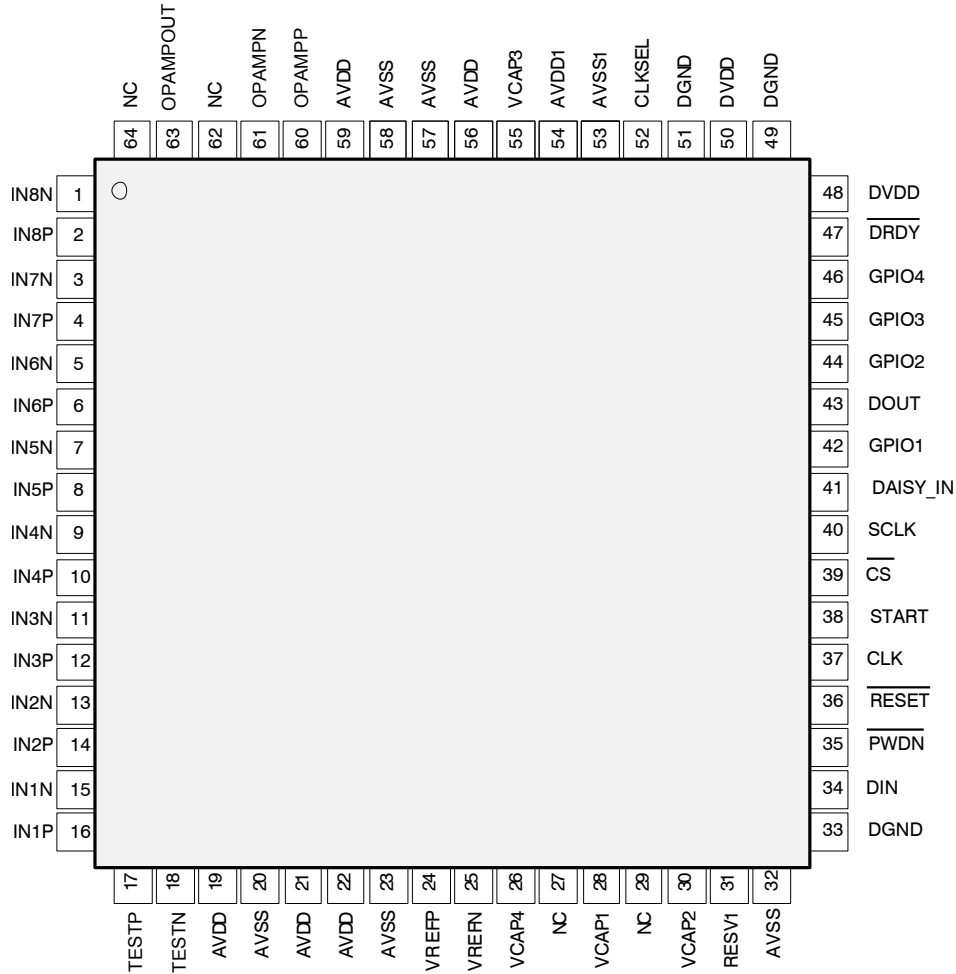 NC OPAMPOUT NC OPAMPN OPAMPP AVDD AVSS AVSS AVDD VCAP3 AVDD1 AVSS1 CLKSEL DGND DVDD DGND
64 63 62 61 60 59 58 57 56 55 54 53 52 51 50 49
IN8N 1
IN8P 2
IN7N 3
IN7P 4
IN6N 5
IN6P 6
IN5N 7
IN5P 8
IN4N 9
IN4P 10
IN3N 11
IN3P 12
IN2N 13
IN2P 14
IN1N 15
IN1P 16
48 DVDD
47 DRDY
46 GPIO4
45 GPIO3
44 GPIO2
43 DOUT
42 GPIO1
41 DAISY_IN
40 SCLK
39 CS
38 START
37 CLK
36 RESET
35 PWDN
34 DIN
33 DGND
17 18 19 20 21 22 23 24 25 26 27 28 29 30 31 32
TESTP TESTN AVDD AVSS AVDD AVDD AVSS VREFP VREFN VCAP4 NC VCAP1 NC VCAP2 RESV1 AVSS